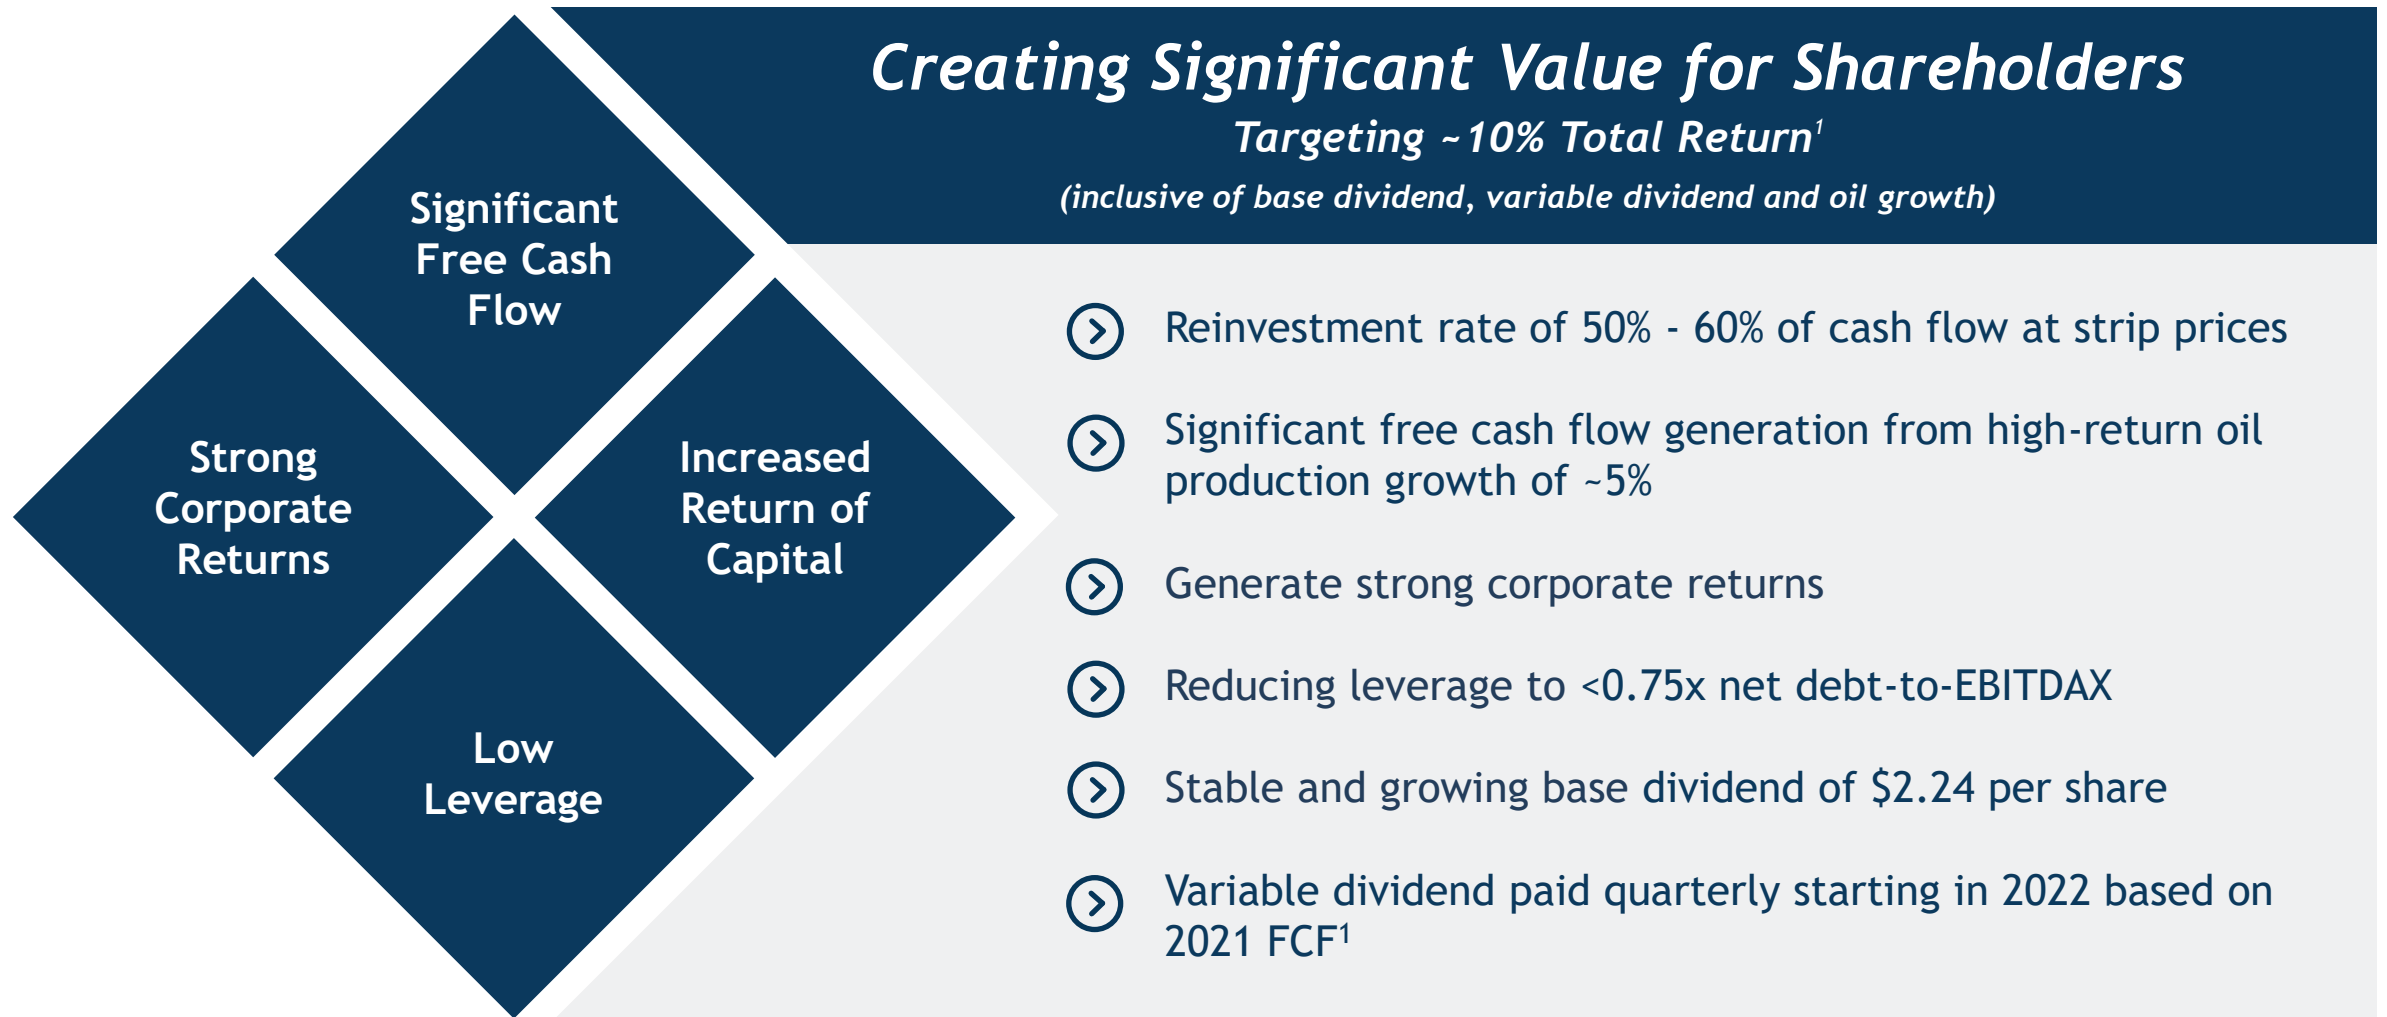 Creating Significant Value for Shareholders
Targeting ~10% Total Return¹
(inclusive of base dividend, variable dividend and oil growth)
Significant
Free Cash
Flow
Strong
Corporate
Returns
Increased
Return of
Capital
Low
Leverage
Reinvestment rate of 50% - 60% of cash flow at strip prices
Significant free cash flow generation from high-return oil
production growth of ~5%
Generate strong corporate returns
Reducing leverage to <0.75x net debt-to-EBITDAX
Stable and growing base dividend of $2.24 per share
Variable dividend paid quarterly starting in 2022 based on
2021 FCF¹